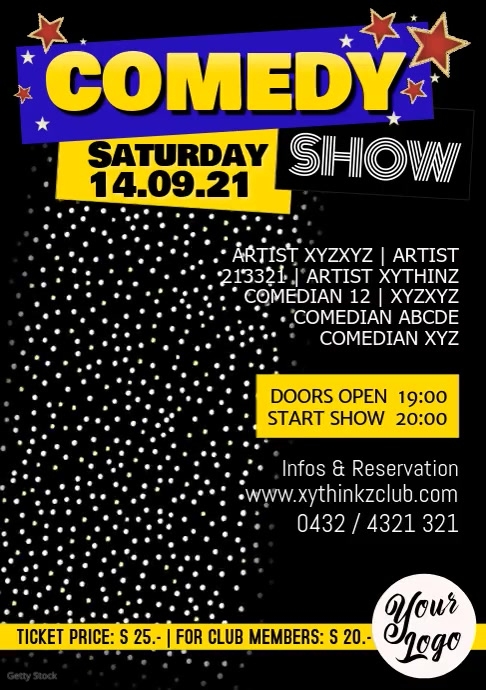 COMEDY
SHOW
SATURDAY
14.09.21
ARTIST XYZXYZ | ARTIST
213321 | ARTIST XYTHINZ
COMEDIAN 12 | XYZXYZ
COMEDIAN ABCDE
COMEDIAN XYZ
DOORS OPEN 19:00
START SHOW 20:00
Infos & Reservation
www.xythinkzclub.com
0432 / 4321 321
TICKET PRICE: S 25.- | FOR CLUB MEMBERS: S 20.-
Your
Logo
Getty Stock